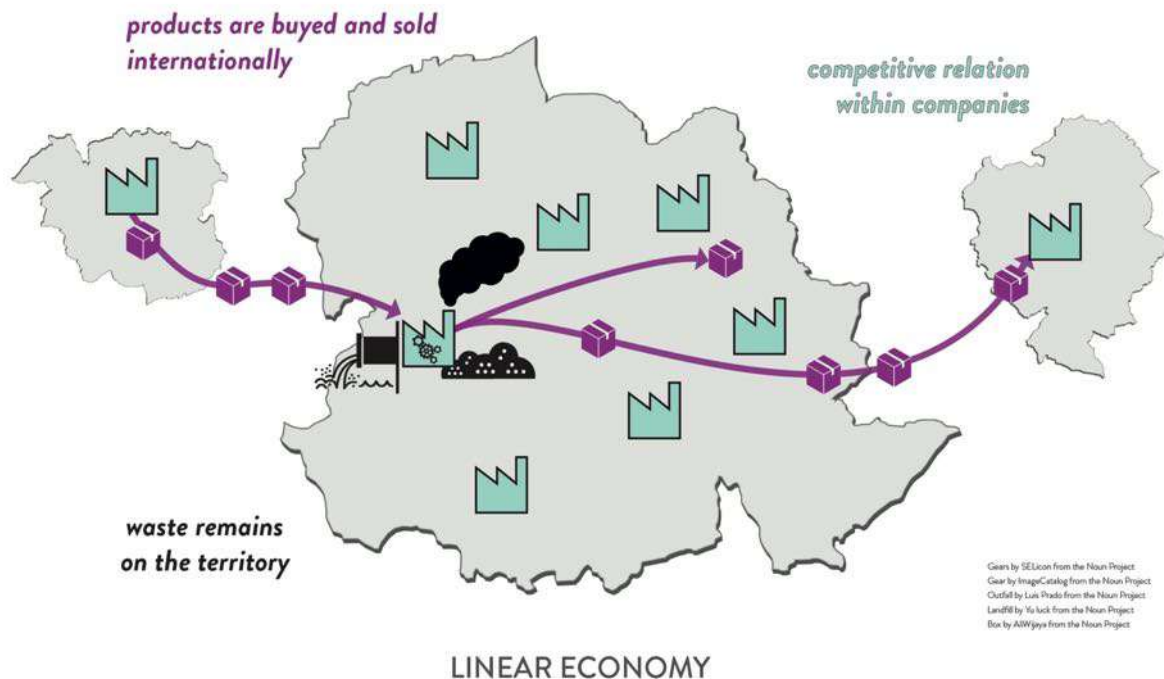 products are buyed and sold
internationally
competitive relation
within companies
waste remains
on the territory
Gears by SELicon from the Noun Project
Gear by ImageCatalog from the Noun Project
Outfall by Luis Prado from the Noun Project
Landfill by Yu luck from the Noun Project
Box by AllWijaya from the Noun Project
LINEAR ECONOMY